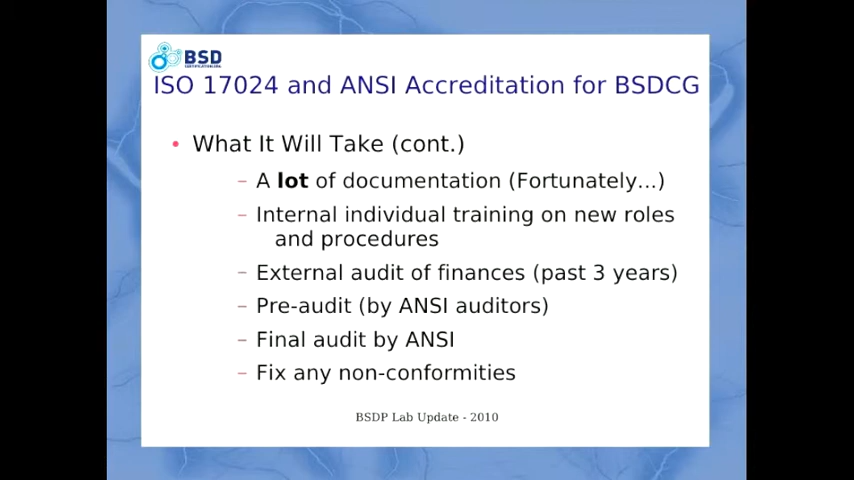 BSD
ISO 17024 and ANSI Accreditation for BSDCG
• What It Will Take (cont.)
– A lot of documentation (Fortunately...)
– Internal individual training on new roles
and procedures
– External audit of finances (past 3 years)
– Pre-audit (by ANSI auditors)
– Final audit by ANSI
– Fix any non-conformities
BSDP Lab Update - 2010